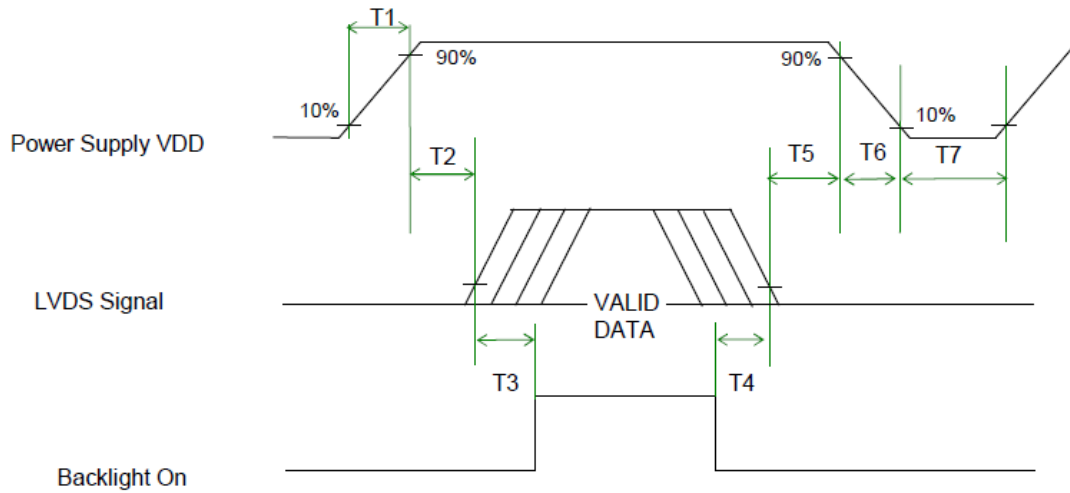 T1
90%
90%
10%
10%
Power Supply VDD
T2
T5
T6
T7
LVDS Signal
VALID
DATA
T3
T4
Backlight On